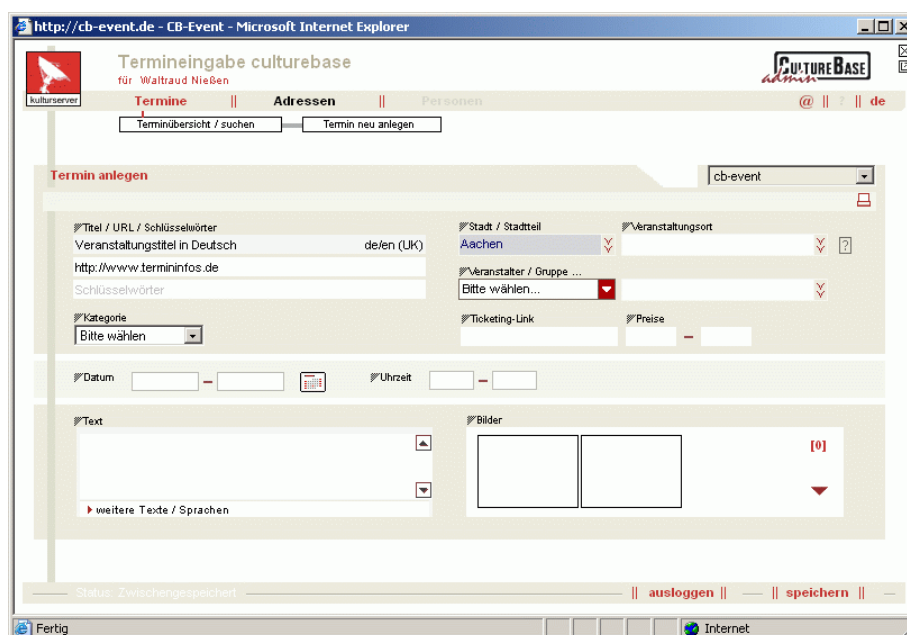 http://cb-event.de - CB-Event - Microsoft Internet Explorer
Termineingabe culturebase
für Waltraud Nießen
CULTUREBASE
admin
kulturserver
Termine || Adressen || Personen
@ || ? || de
Terminübersicht / suchen
Termin neu anlegen
Termin anlegen
cb-event
Titel / URL / Schlüsselwörter
Stadt / Stadtteil
Veranstaltungsort
Veranstaltungstitel in Deutsch
de/en (UK)
Aachen
?
http://www.termininfos.de
Veranstalter / Gruppe ...
Schlüsselwörter
Bitte wählen...
Kategorie
Ticketing-Link
Preise
Bitte wählen
–
Datum
–
Uhrzeit
–
Text
Bilder
[0]
weitere Texte / Sprachen
Status: Zwischengespeichert
|| ausloggen || — || speichern ||
Fertig
Internet